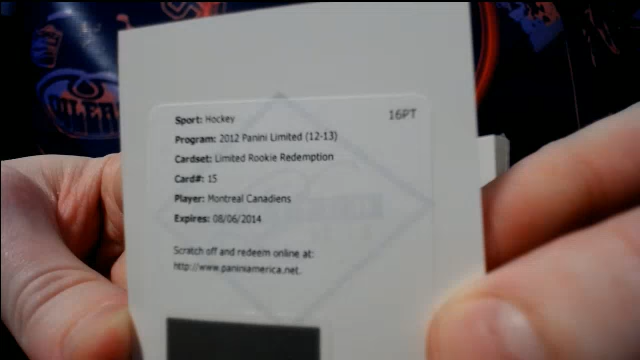 OILERS
Sport: Hockey
16PT
Program: 2012 Panini Limited (12-13)
Cardset: Limited Rookie Redemption
Card#: 15
Player: Montreal Canadiens
Expires: 08/06/2014
Scratch off and redeem online at:
http://www.paniniamerica.net.